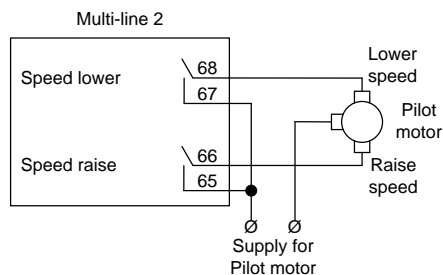 Multi-line 2
Speed lower
68
67
Speed raise
66
65
Lower
speed
Pilot
motor
Raise
speed
Ø Ø
Supply for
Pilot motor